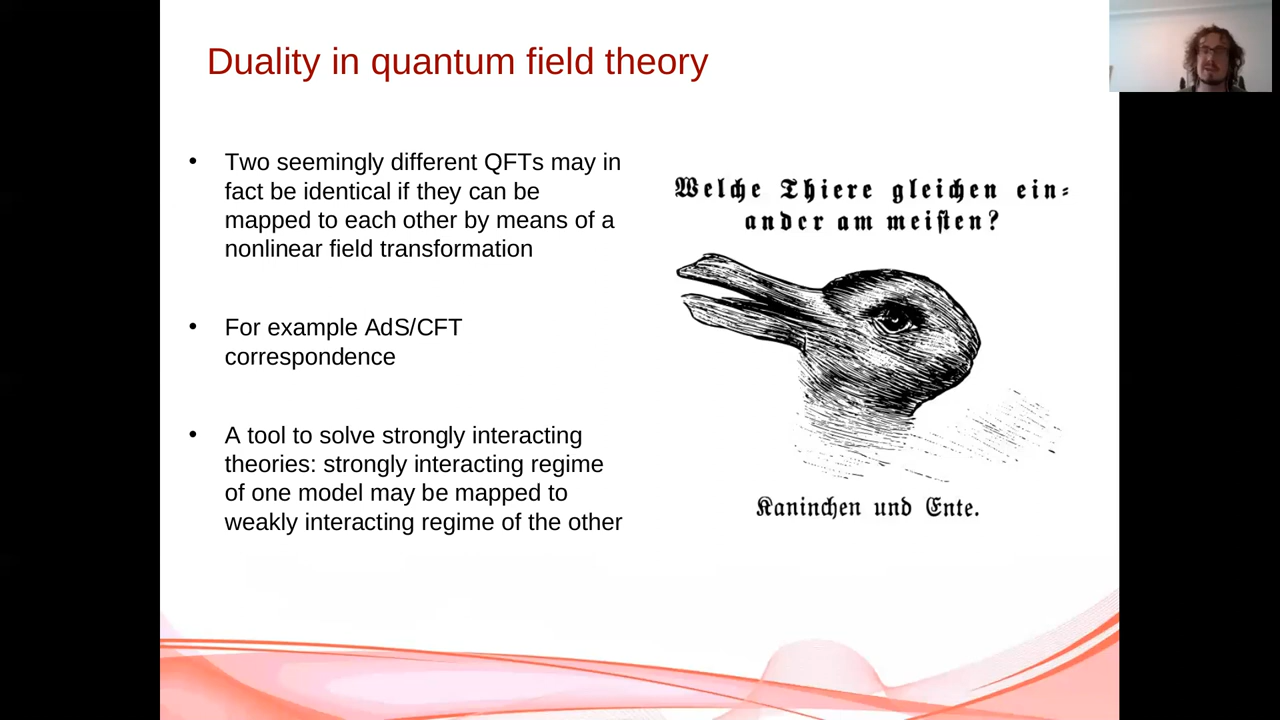 Duality in quantum field theory
• Two seemingly different QFTs may in
fact be identical if they can be
mapped to each other by means of a
nonlinear field transformation
• For example AdS/CFT
correspondence
• A tool to solve strongly interacting
theories: strongly interacting regime
of one model may be mapped to
weakly interacting regime of the other
Welche Thiere gleichen ein⸗
ander am meiſten?
Kaninchen und Ente.